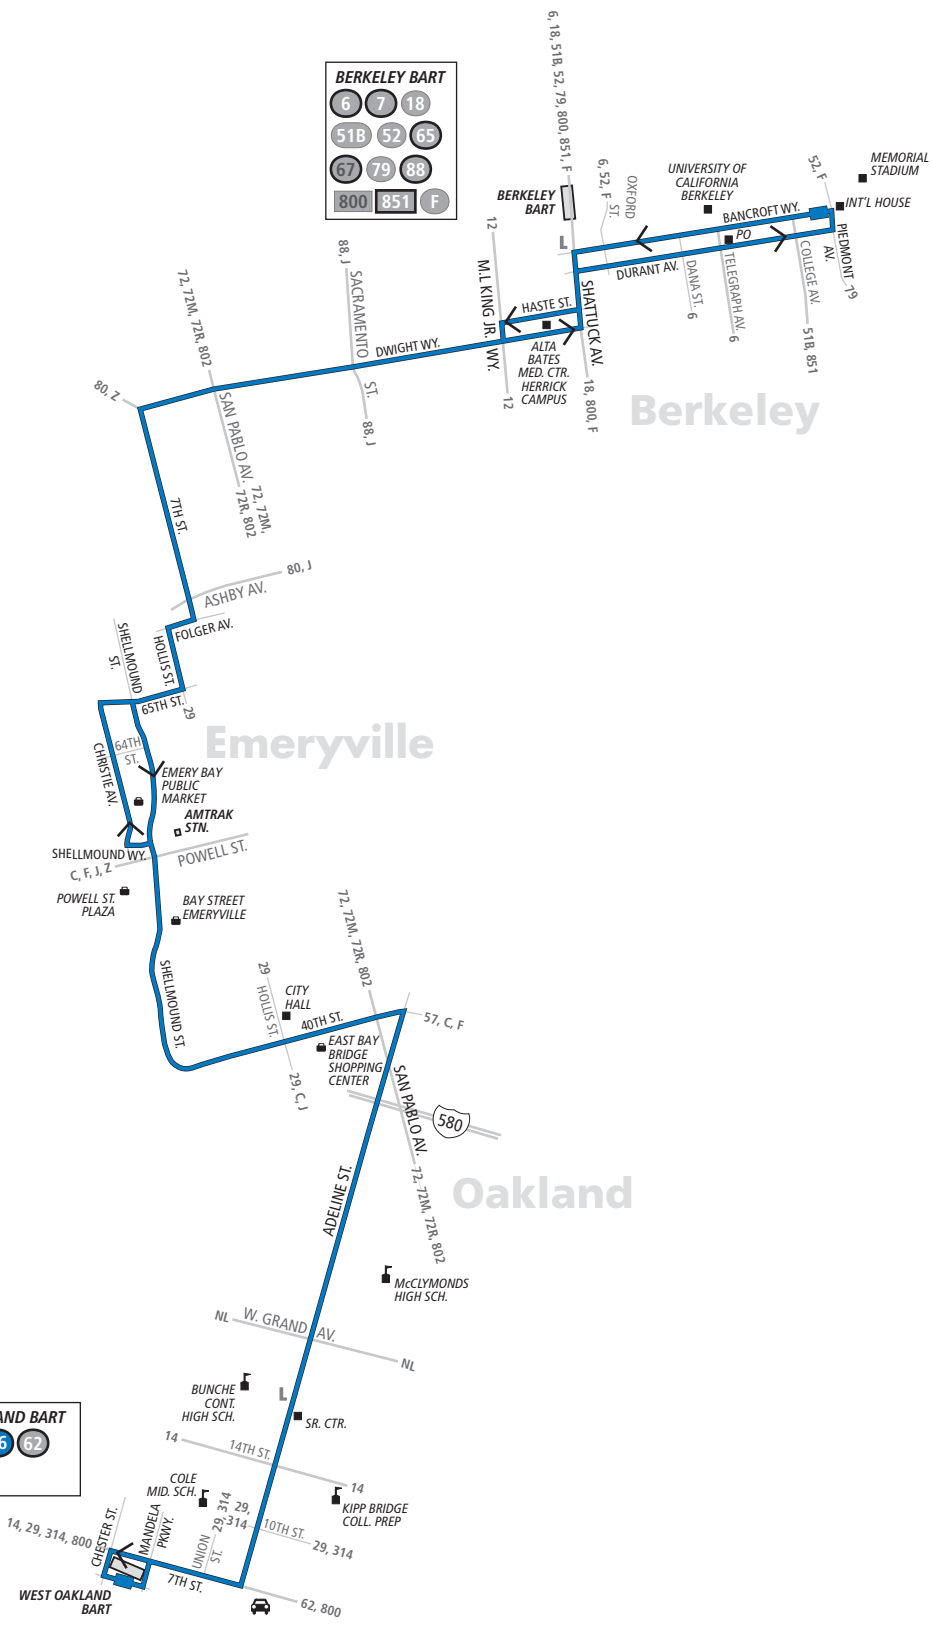 BERKELEY BART
6 7 18
51B 52 65
67 79 88
800 851 F
6, 18, 51B, 52, 79, 800, 851, F
BERKELEY
BART
L
6, 52, F
OXFORD
ST.
UNIVERSITY OF
CALIFORNIA
BERKELEY
52, F
MEMORIAL
STADIUM
INT'L HOUSE
BANCROFT WY.
PO
PIEDMONT
AV.
79
DURANT AV.
DANA ST.
6
TELEGRAPH AV.
6
COLLEGE AV.
51B, 851
12
M.L KING JR. WY.
12
HASTE ST.
SHATTUCK AV.
18, 800, F
ALTA
BATES
MED. CTR.
HERRICK
CAMPUS
Berkeley
88, J
SACRAMENTO
ST.
88, J
DWIGHT WY.
72, 72M, 72R, 802
SAN PABLO AV.
72, 72M,
72R, 802
80, Z
7TH ST.
80, J
ASHBY AV.
FOLGER AV.
HOLLIS ST.
SHELLMOUND
ST.
65TH ST.
29
Emeryville
64TH
ST.
CHRISTIE AV.
EMERY BAY
PUBLIC
MARKET
AMTRAK
STN.
SHELLMOUND WY.
POWELL ST.
C, F, J, Z
POWELL ST.
PLAZA
BAY STREET
EMERYVILLE
SHELLMOUND ST.
29
HOLLIS ST.
29, C, J
CITY
HALL
40TH ST.
72, 72M, 72R, 802
57, C, F
EAST BAY
BRIDGE
SHOPPING
CENTER
SAN PABLO AV.
580
72, 72M, 72R, 802
Oakland
ADELINE ST.
McCLYMONDS
HIGH SCH.
NL
W. GRAND AV.
NL
BUNCHE
CONT.
HIGH SCH.
L
SR. CTR.
14
14TH ST.
14
AND BART
6 62
COLE
MID. SCH.
KIPP BRIDGE
COLL. PREP
29, 314
29,
314
10TH ST.
29, 314
UNION
ST.
14, 29, 314, 800
CHESTER ST.
MANDELA
PKWY.
7TH ST.
WEST OAKLAND
BART
62, 800